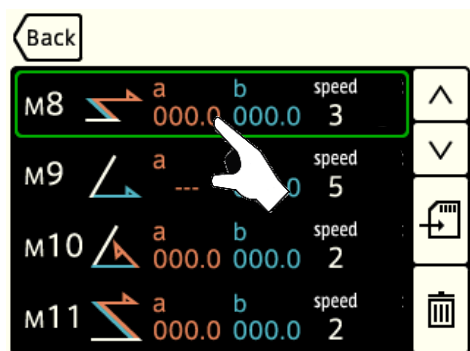 Back
a b speed
M8 000.0 000.0 3
a speed
M9 --- 5
a b speed
M10 000.0 000.0 2
a b speed
M11 000.0 000.0 2